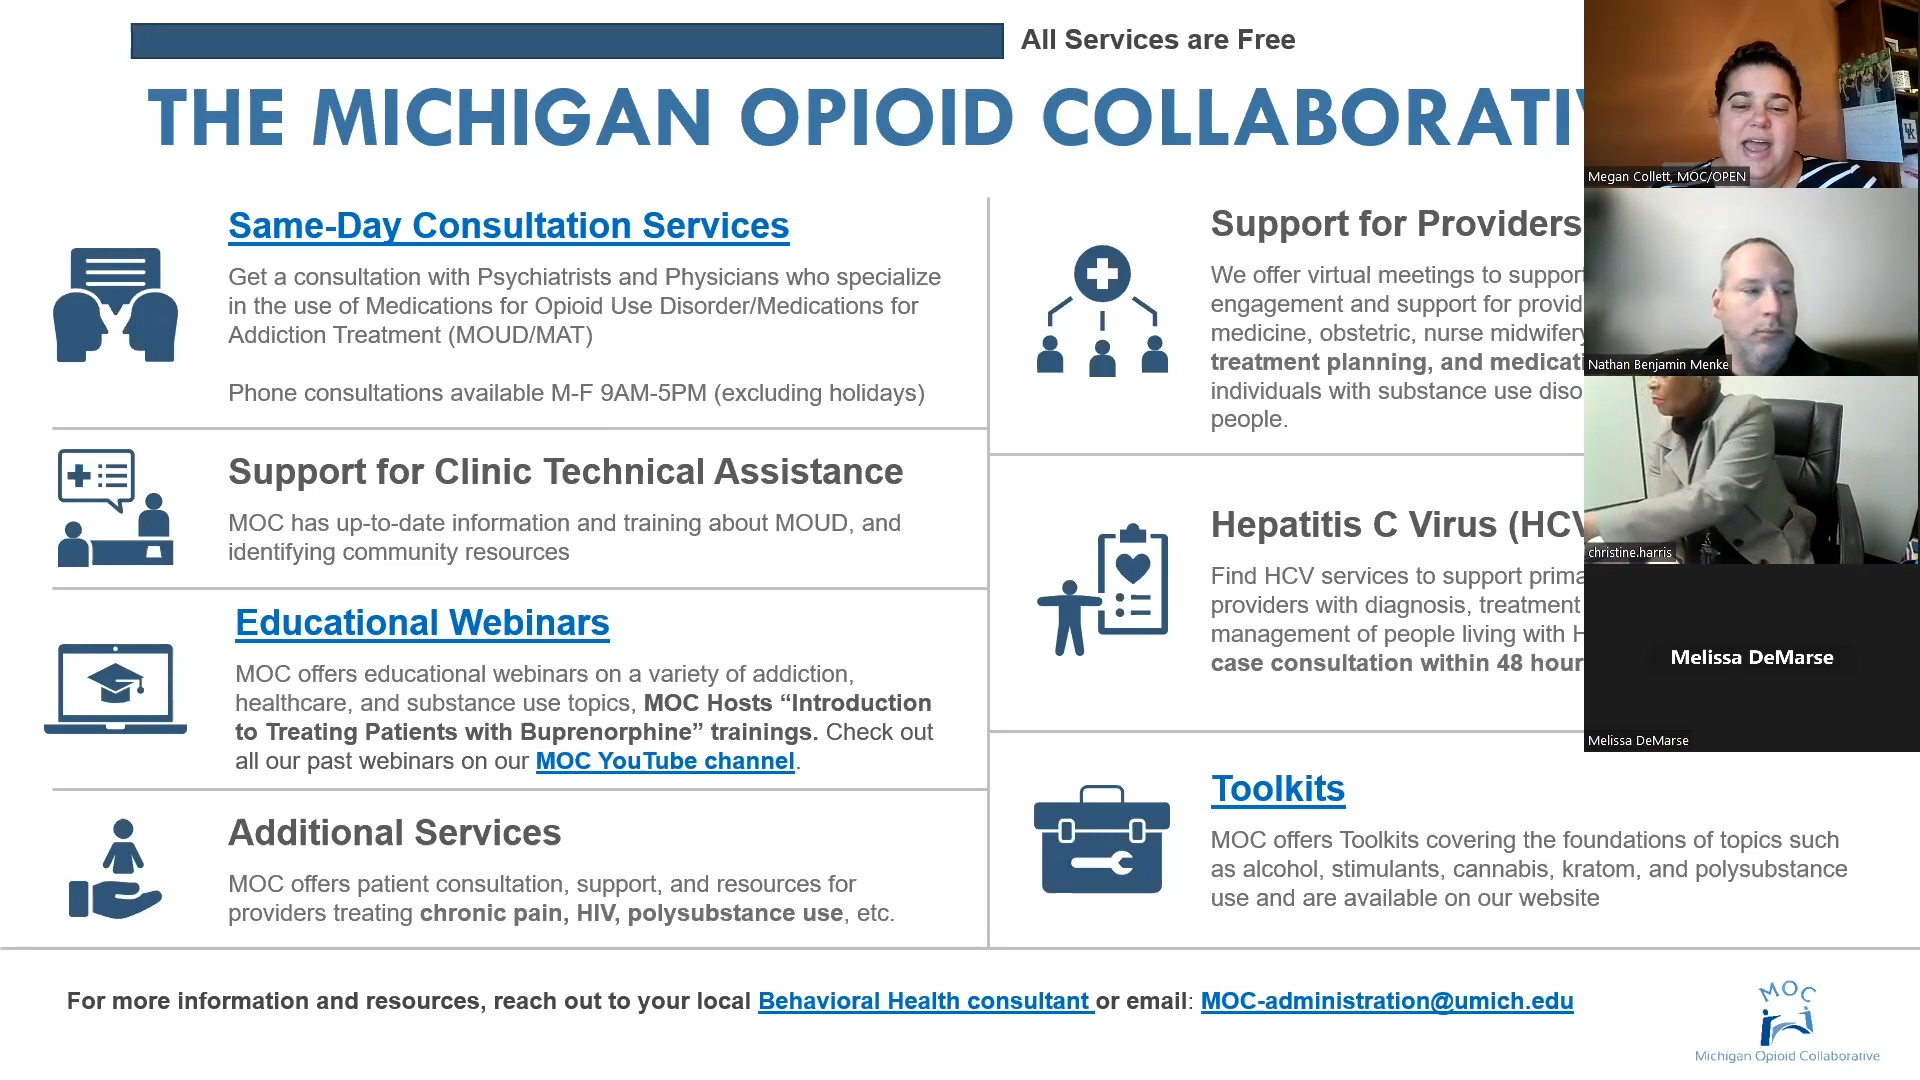 All Services are Free
THE MICHIGAN OPIOID COLLABORATI
Same-Day Consultation Services
Get a consultation with Psychiatrists and Physicians who specialize
in the use of Medications for Opioid Use Disorder/Medications for
Addiction Treatment (MOUD/MAT)
Phone consultations available M-F 9AM-5PM (excluding holidays)
Support for Clinic Technical Assistance
MOC has up-to-date information and training about MOUD, and
identifying community resources
Educational Webinars
MOC offers educational webinars on a variety of addiction,
healthcare, and substance use topics, MOC Hosts “Introduction
to Treating Patients with Buprenorphine” trainings. Check out
all our past webinars on our MOC YouTube channel.
Additional Services
MOC offers patient consultation, support, and resources for
providers treating chronic pain, HIV, polysubstance use, etc.
Support for Providers
We offer virtual meetings to support
engagement and support for provid
medicine, obstetric, nurse midwifery
treatment planning, and medicati
individuals with substance use diso
people.
Hepatitis C Virus (HCV
Find HCV services to support prima
providers with diagnosis, treatment
management of people living with H
case consultation within 48 hour
Toolkits
MOC offers Toolkits covering the foundations of topics such
as alcohol, stimulants, cannabis, kratom, and polysubstance
use and are available on our website
For more information and resources, reach out to your local Behavioral Health consultant or email: MOC-administration@umich.edu
MOC
Michigan Opioid Collaborative
Megan Collett, MOC/OPEN
Nathan Benjamin Menke
christine.harris
Melissa DeMarse
Melissa DeMarse